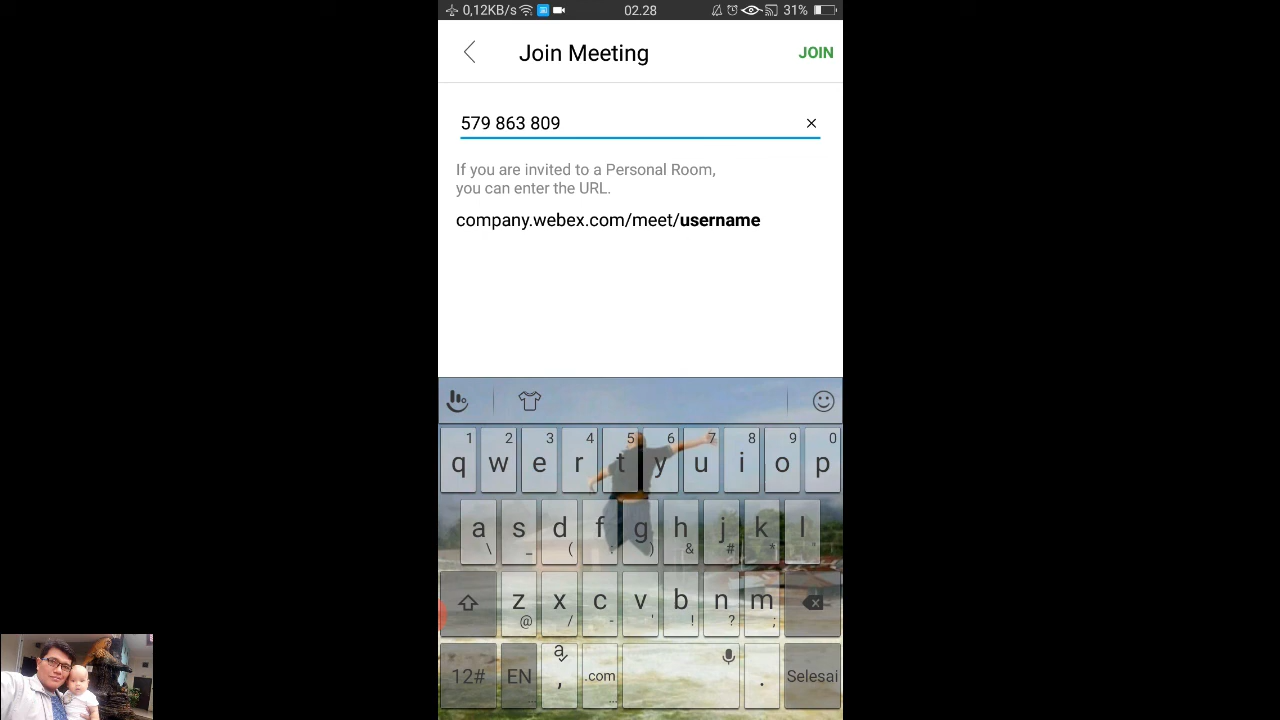 0,12KB/s 02.28 31%
Join Meeting JOIN
579 863 809 ×
If you are invited to a Personal Room,
you can enter the URL.
company.webex.com/meet/username
1 2 3 4 5 6 7 8 9 0
q w e r t y u i o p
a s d f g h j k l
\ _ ( : ) & # * "
z x c v b n m
@ / - ' ! ? ;
12# EN a , .com ... . Selesai